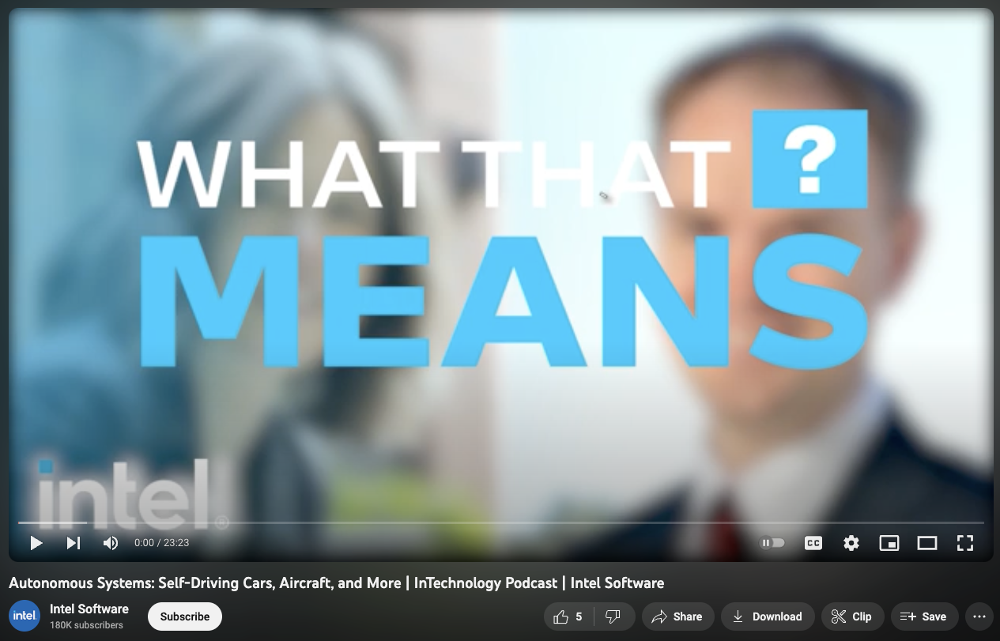 WHAT THAT ?
MEANS
intel®
0:00 / 23:23
CC
Autonomous Systems: Self-Driving Cars, Aircraft, and More | InTechnology Podcast | Intel Software
intel.
Intel Software
180K subscribers
Subscribe
5
Share
Download
Clip
Save